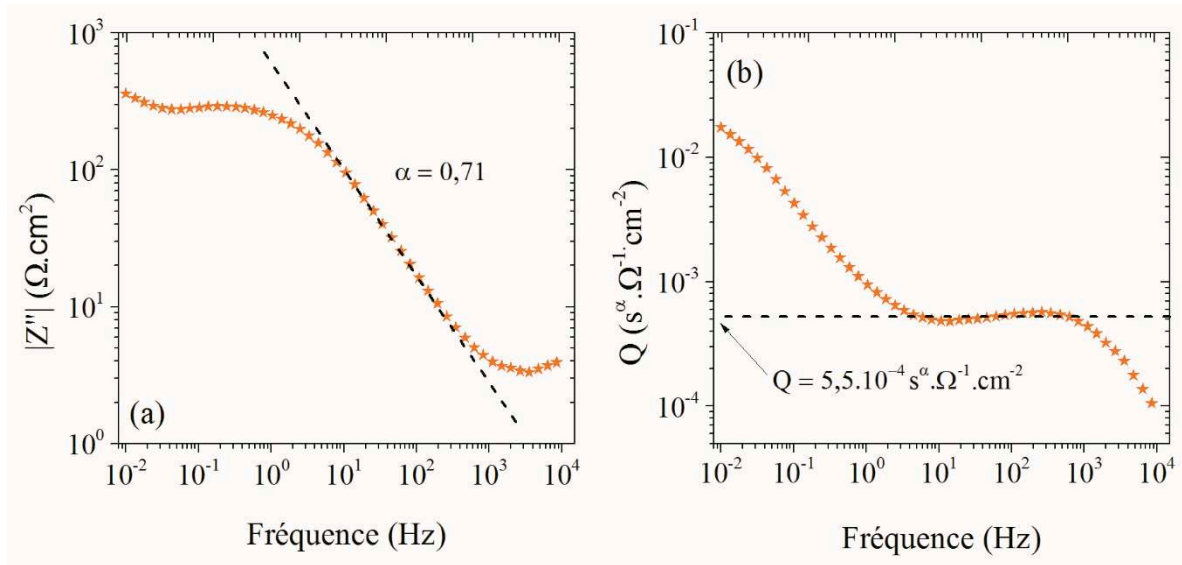 10³
10²
10¹
10⁰
|Z"| (Ω.cm²)
α = 0,71
(a)
10⁻² 10⁻¹ 10⁰ 10¹ 10² 10³ 10⁴
Fréquence (Hz)
10⁻¹
10⁻²
10⁻³
10⁻⁴
Q (sᵅ.Ω⁻¹.cm⁻²)
(b)
Q = 5,5.10⁻⁴ sᵅ.Ω⁻¹.cm⁻²
10⁻² 10⁻¹ 10⁰ 10¹ 10² 10³ 10⁴
Fréquence (Hz)